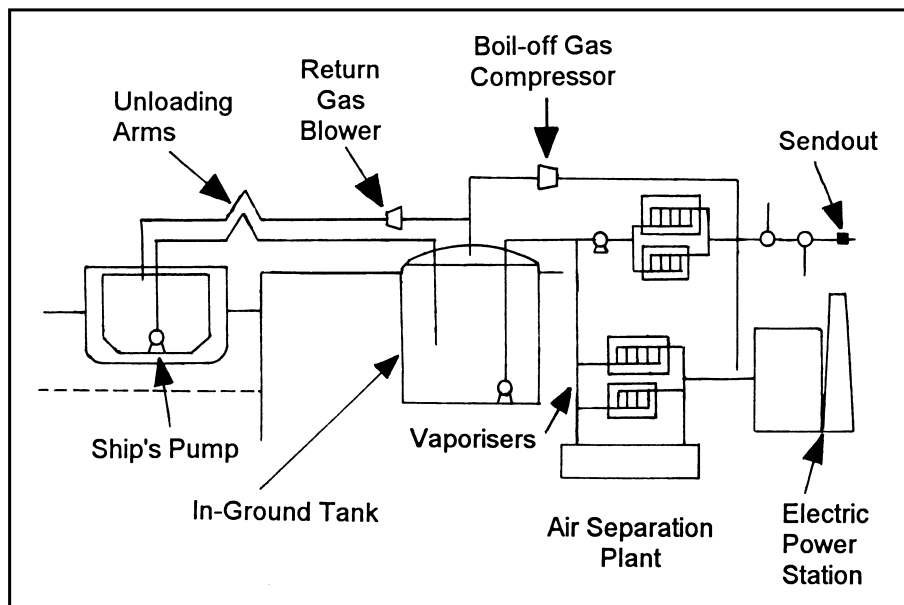 Boil-off Gas
Compressor
Return
Gas
Blower
Unloading
Arms
Sendout
Ship's Pump
Vaporisers
In-Ground Tank
Air Separation
Plant
Electric
Power
Station